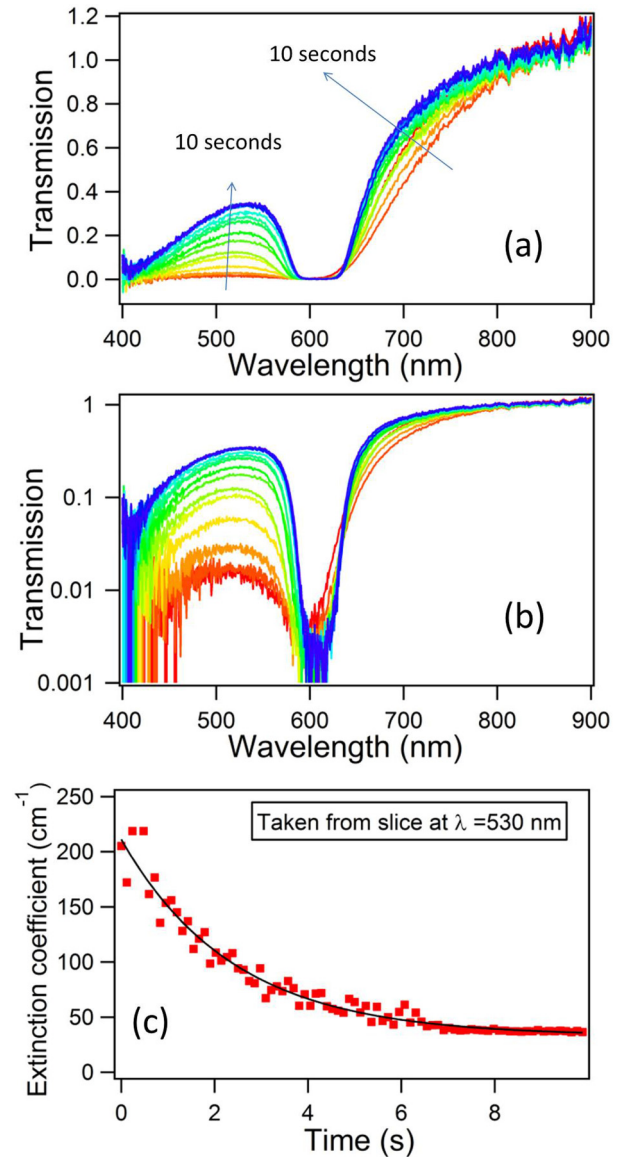 1.2
1.0
0.8
0.6
0.4
0.2
0.0
Transmission
10 seconds
10 seconds
(a)
400 500 600 700 800 900
Wavelength (nm)
1
0.1
0.01
0.001
Transmission
(b)
400 500 600 700 800 900
Wavelength (nm)
250
200
150
100
50
0
Extinction coefficient (cm⁻¹)
Taken from slice at λ =530 nm
(c)
0 2 4 6 8
Time (s)